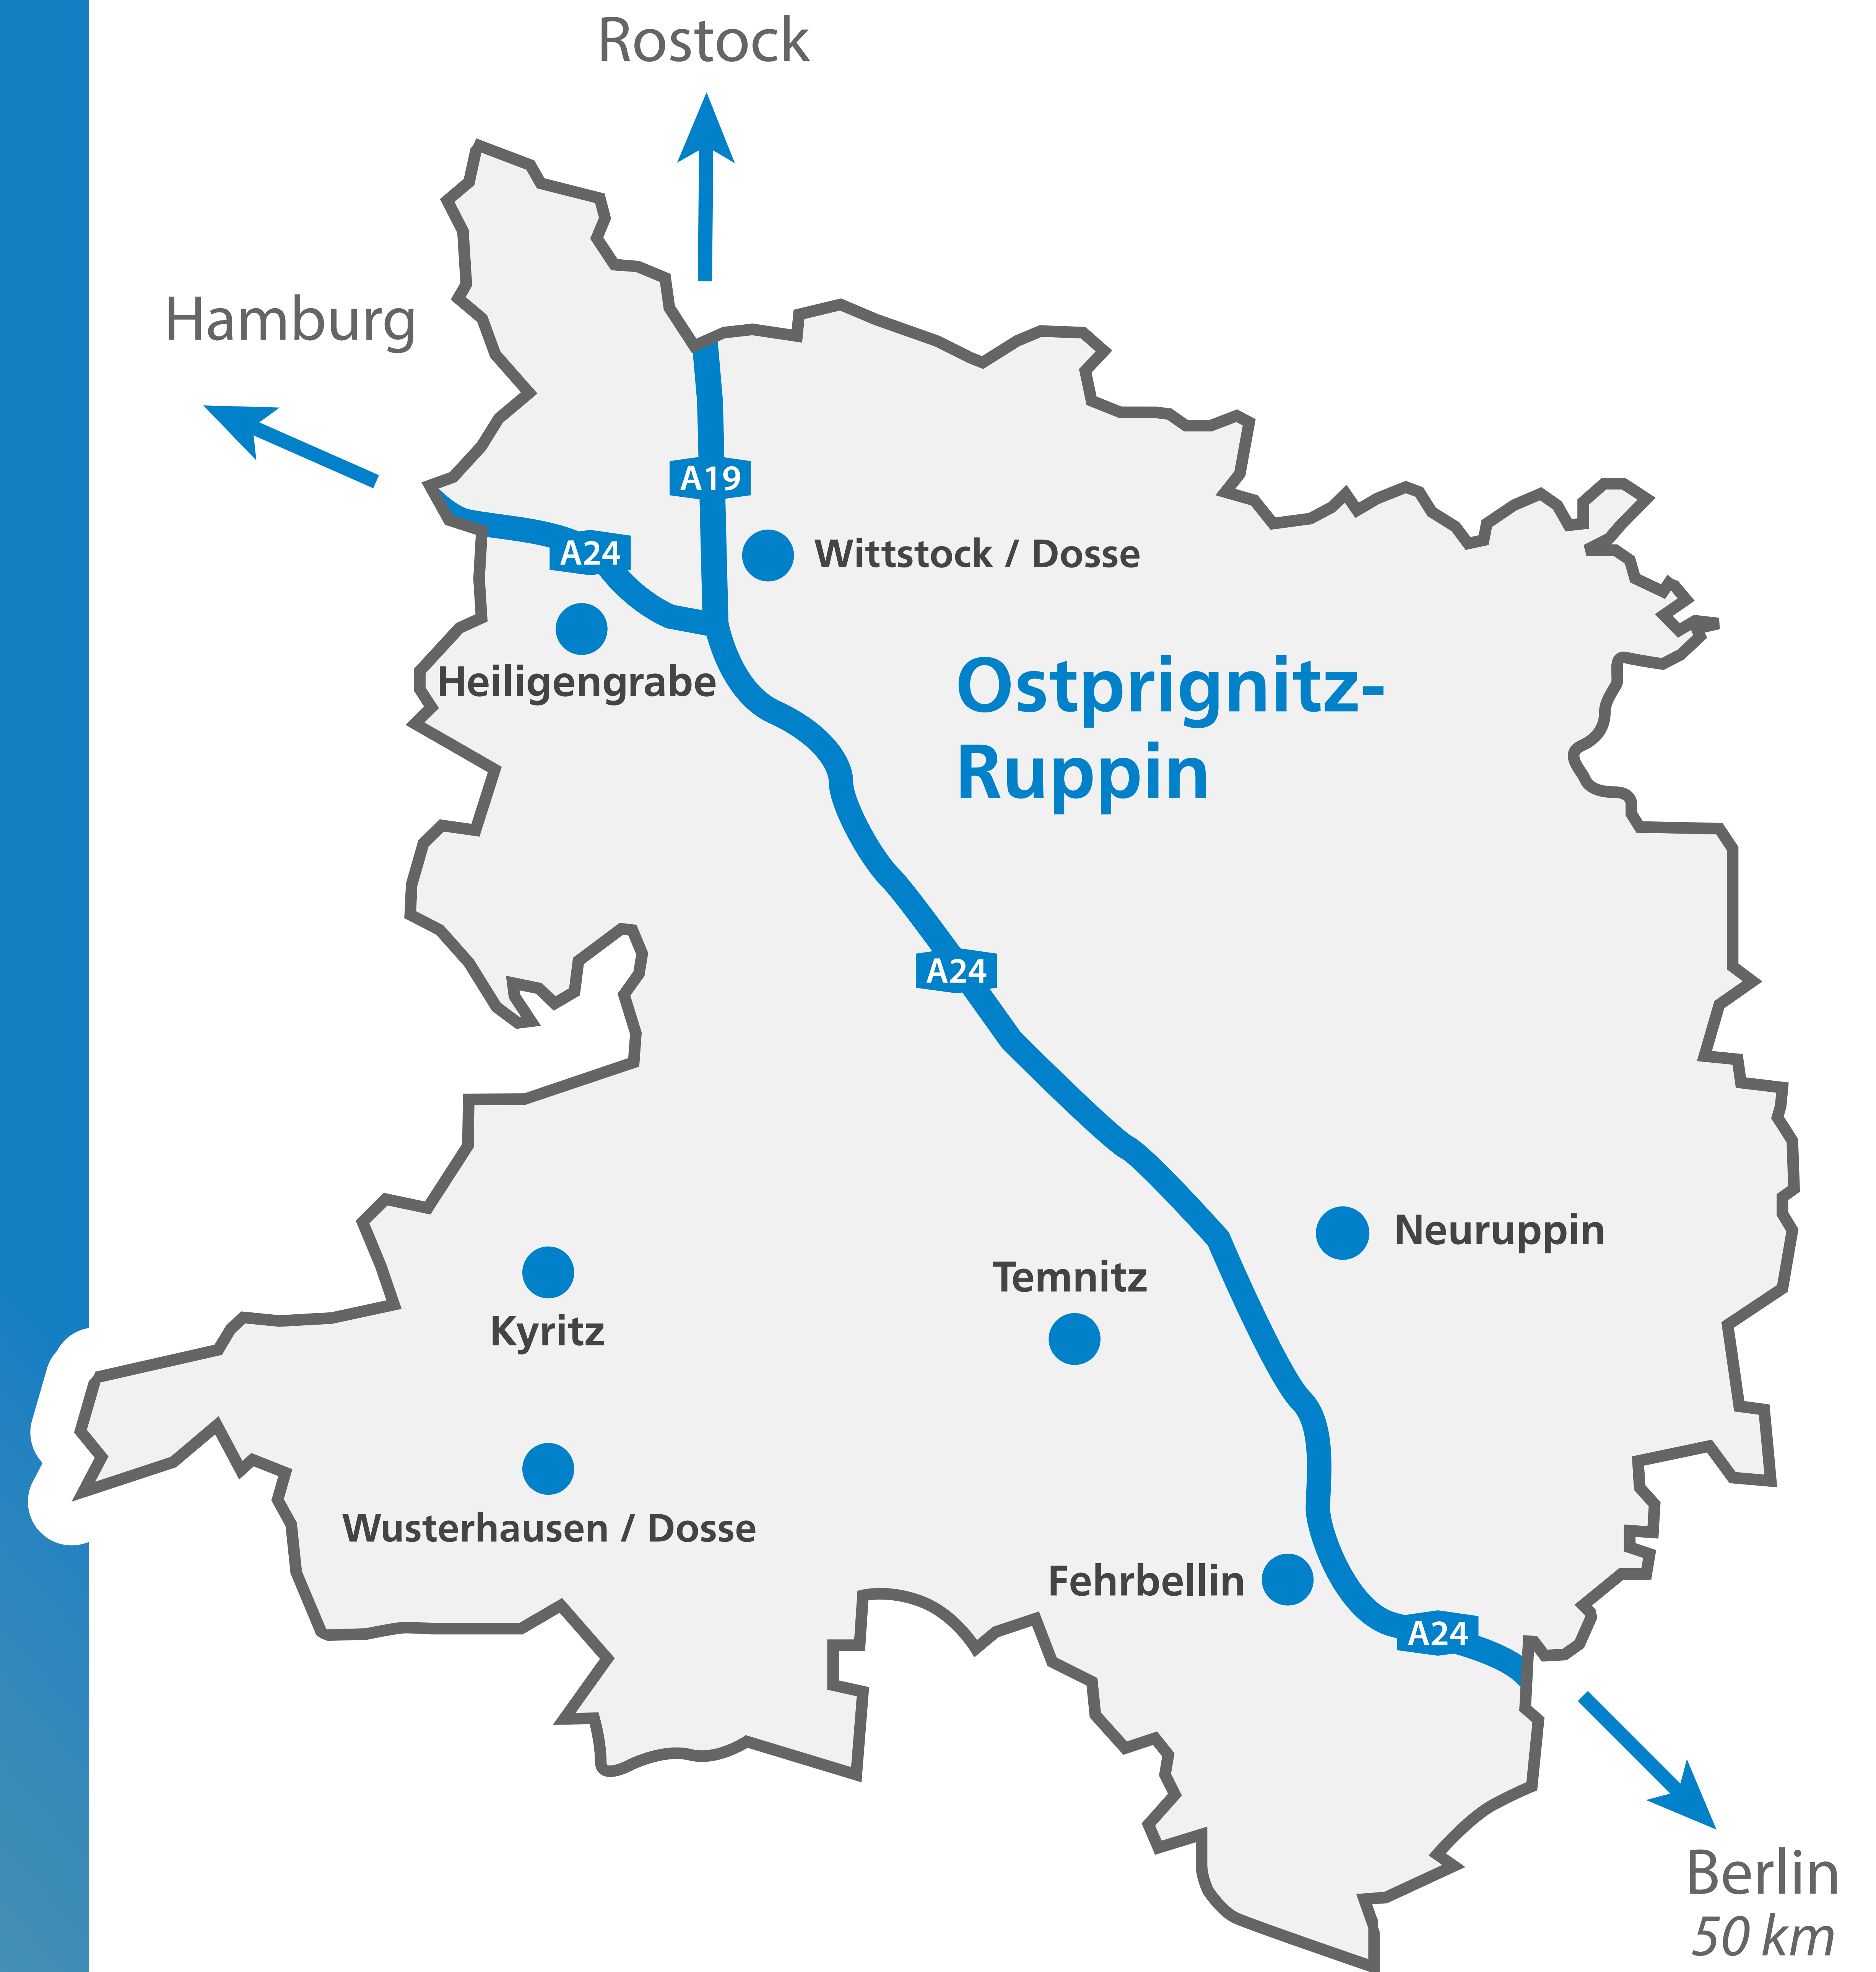 Rostock
Hamburg
A19
A24
Wittstock / Dosse
Heiligengrabe
Ostprignitz-
Ruppin
A24
Neuruppin
Temnitz
Kyritz
Wusterhausen / Dosse
Fehrbellin
A24
Berlin
50 km